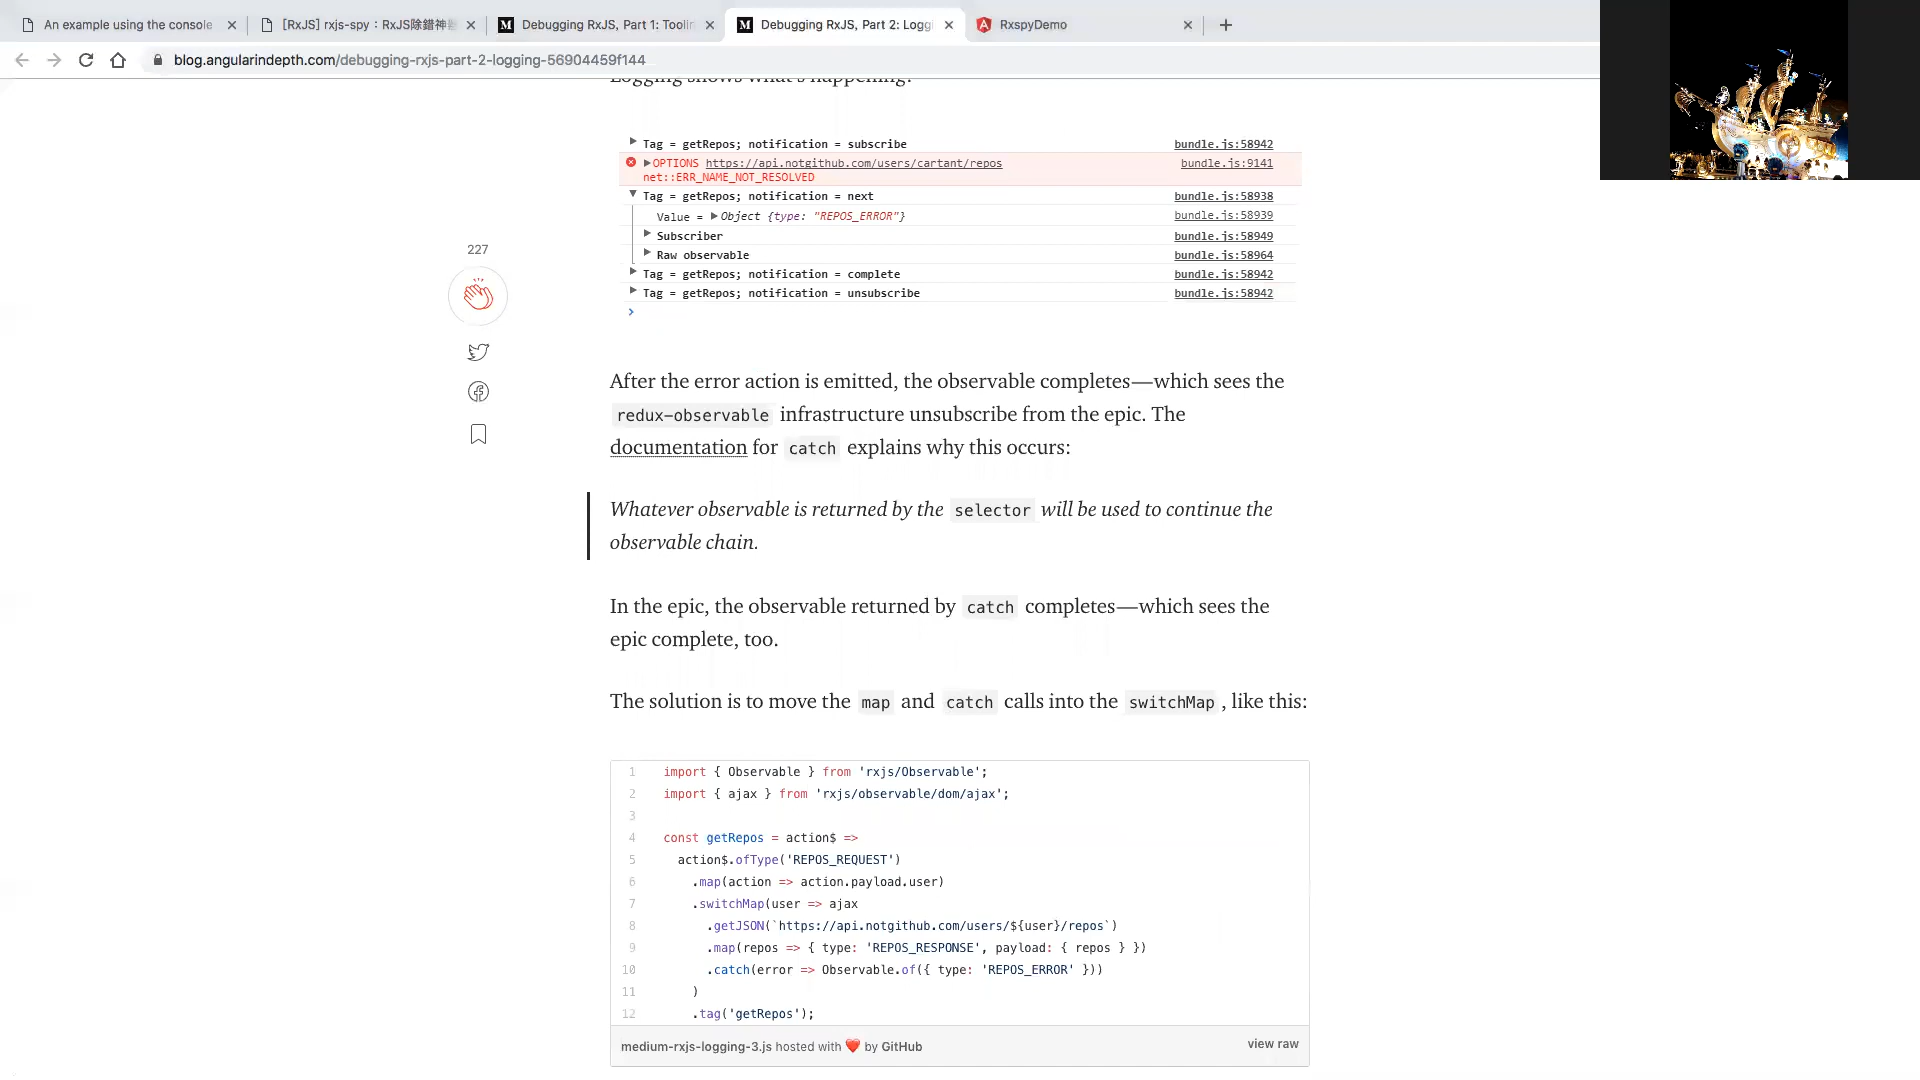 An example using the console
[RxJS] rxjs-spy：RxJS除錯神器
Debugging RxJS, Part 1: Toolin
Debugging RxJS, Part 2: Loggi
RxspyDemo
blog.angularindepth.com/debugging-rxjs-part-2-logging-56904459f144
Logging shows what's happening:
Tag = getRepos; notification = subscribe bundle.js:58942
OPTIONS https://api.notgithub.com/users/cartant/repos bundle.js:9141
net::ERR_NAME_NOT_RESOLVED
Tag = getRepos; notification = next bundle.js:58938
Value = Object {type: "REPOS_ERROR"} bundle.js:58939
Subscriber bundle.js:58949
Raw observable bundle.js:58964
Tag = getRepos; notification = complete bundle.js:58942
Tag = getRepos; notification = unsubscribe bundle.js:58942
227
After the error action is emitted, the observable completes—which sees the
redux-observable infrastructure unsubscribe from the epic. The
documentation for catch explains why this occurs:
Whatever observable is returned by the selector will be used to continue the
observable chain.
In the epic, the observable returned by catch completes—which sees the
epic complete, too.
The solution is to move the map and catch calls into the switchMap , like this:
1 import { Observable } from 'rxjs/Observable';
2 import { ajax } from 'rxjs/observable/dom/ajax';
3
4 const getRepos = action$ =>
5 action$.ofType('REPOS_REQUEST')
6 .map(action => action.payload.user)
7 .switchMap(user => ajax
8 .getJSON(`https://api.notgithub.com/users/${user}/repos`)
9 .map(repos => { type: 'REPOS_RESPONSE', payload: { repos } })
10 .catch(error => Observable.of({ type: 'REPOS_ERROR' }))
11 )
12 .tag('getRepos');
medium-rxjs-logging-3.js hosted with ❤ by GitHub view raw